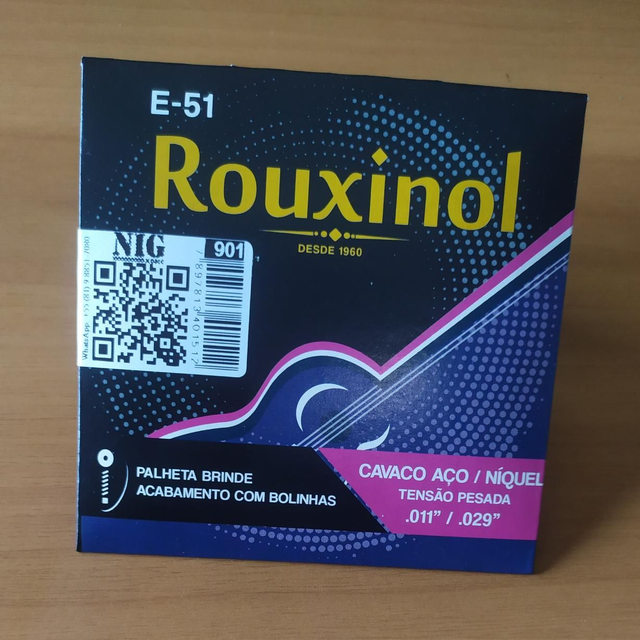 E-51
Rouxinol
DESDE 1960
NIG
901
PALHETA BRINDE
ACABAMENTO COM BOLINHAS
CAVACO AÇO / NÍQUEL
TENSÃO PESADA
.011” / .029”